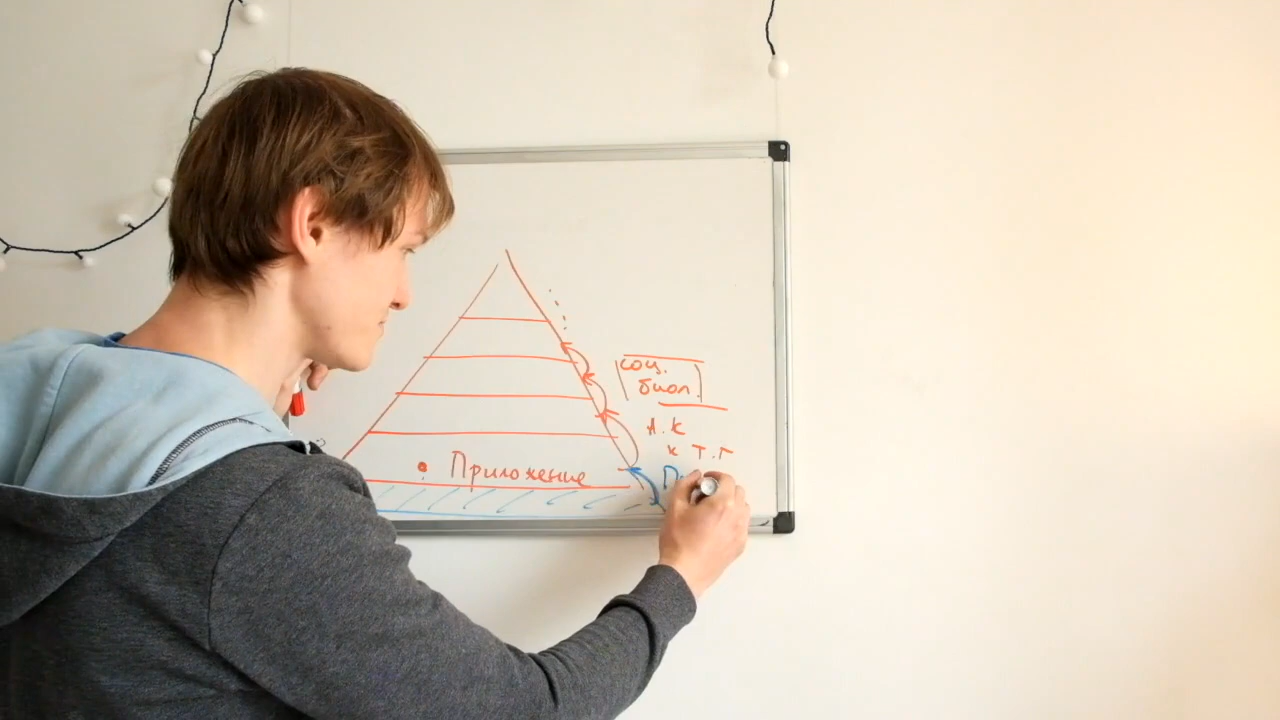 соц.
биол.
А.К
к Т.Г
Приложение